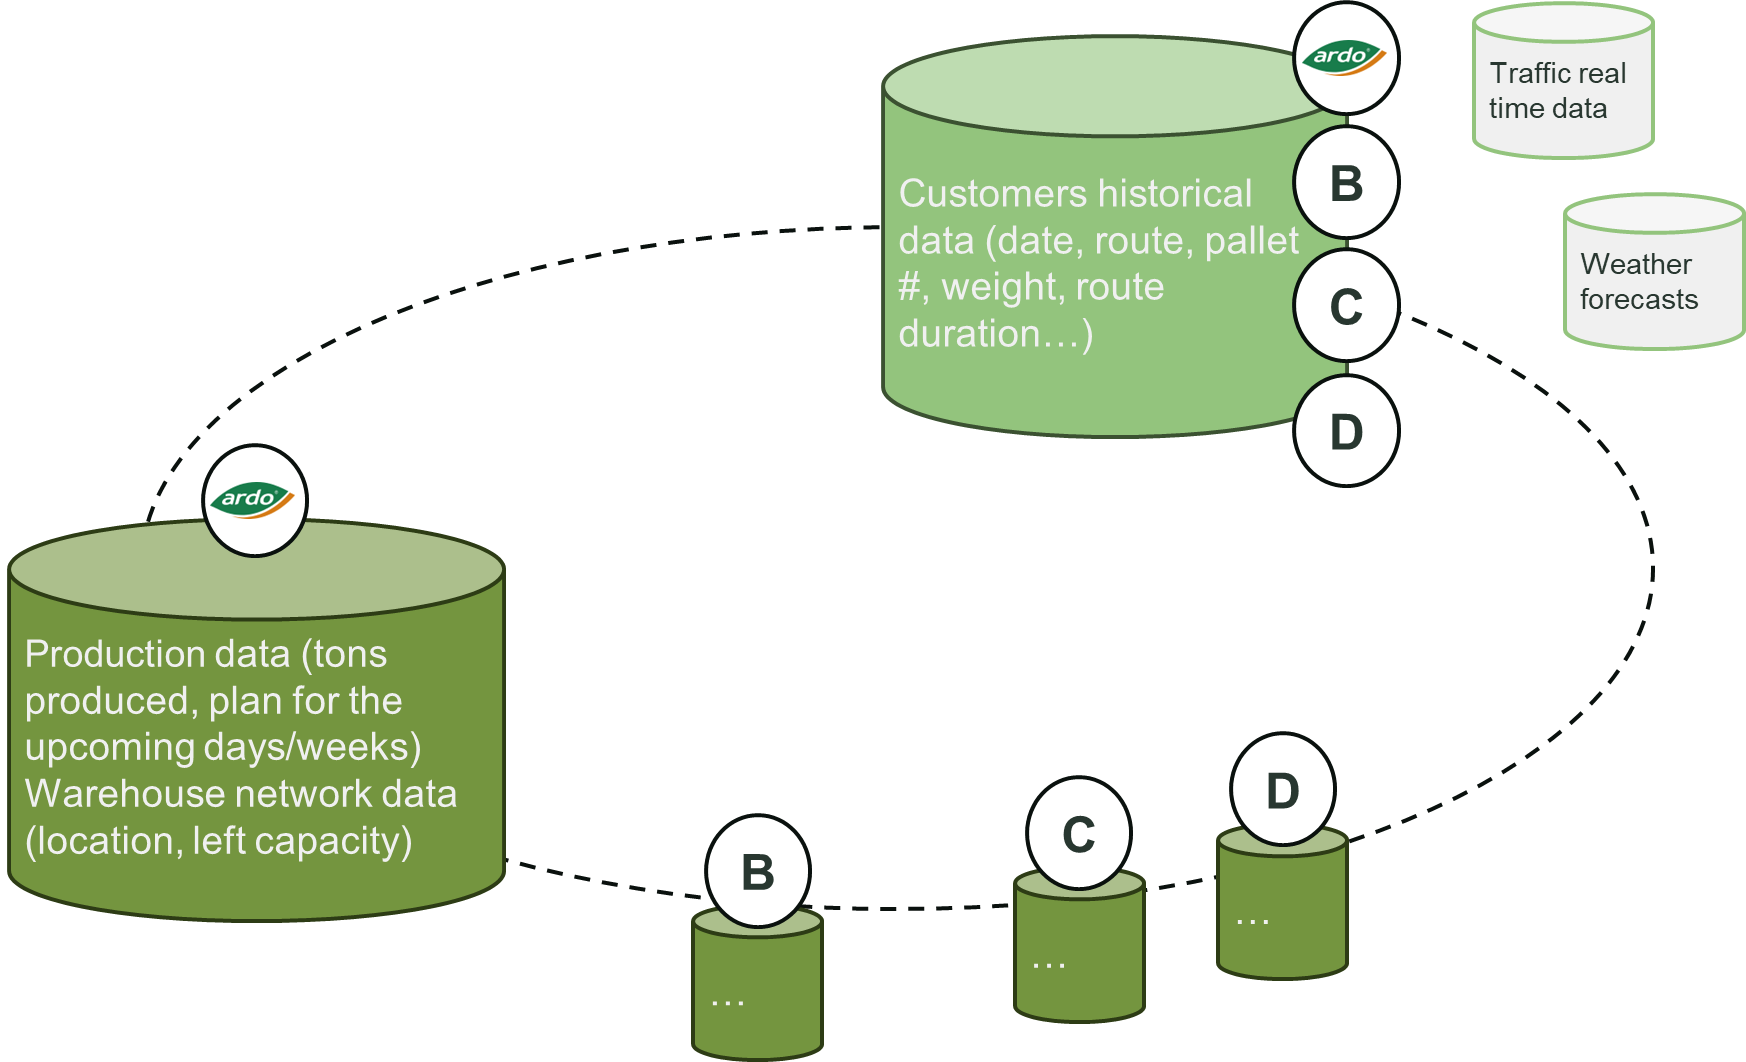 ardo
Traffic real
time data
B
Customers historical
data (date, route, pallet
#, weight, route
duration…)
Weather
forecasts
C
D
ardo
Production data (tons
produced, plan for the
upcoming days/weeks)
Warehouse network data
(location, left capacity)
B
…
C
…
D
…